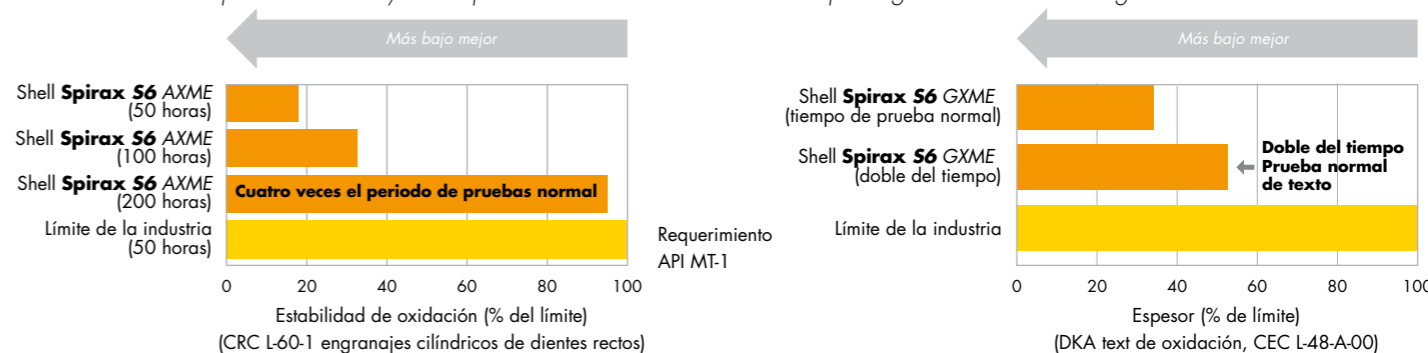 Más bajo mejor
Shell Spirax S6 AXME
(50 horas)
Shell Spirax S6 AXME
(100 horas)
Shell Spirax S6 AXME
(200 horas)
Cuatro veces el periodo de pruebas normal
Límite de la industria
(50 horas)
Requerimiento
API MT-1
0 20 40 60 80 100
Estabilidad de oxidación (% del límite)
(CRC L-60-1 engranajes cilíndricos de dientes rectos)
Más bajo mejor
Shell Spirax S6 GXME
(tiempo de prueba normal)
Shell Spirax S6 GXME
(doble del tiempo)
Doble del tiempo
Prueba normal
de texto
Límite de la industria
0 20 40 60 80 100
Espesor (% de límite)
(DKA text de oxidación, CEC L-48-A-00)